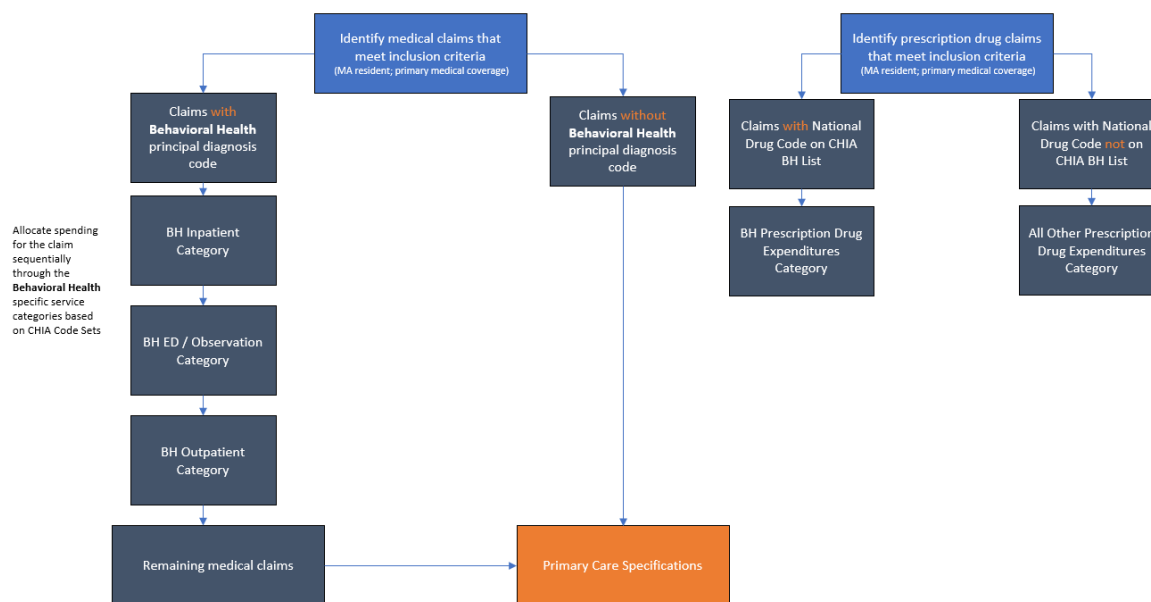 Identify medical claims that
meet inclusion criteria
(MA resident; primary medical coverage)
Identify prescription drug claims
that meet inclusion criteria
(MA resident; primary medical coverage)
Claims with
Behavioral Health
principal diagnosis
code
Claims without
Behavioral Health
principal diagnosis
code
Claims with National
Drug Code on CHIA
BH List
Claims with National
Drug Code not on
CHIA BH List
Allocate spending
for the claim
sequentially
through the
Behavioral Health
specific service
categories based
on CHIA Code Sets
BH Inpatient
Category
BH Prescription Drug
Expenditures
Category
All Other Prescription
Drug Expenditures
Category
BH ED / Observation
Category
BH Outpatient
Category
Remaining medical claims
Primary Care Specifications